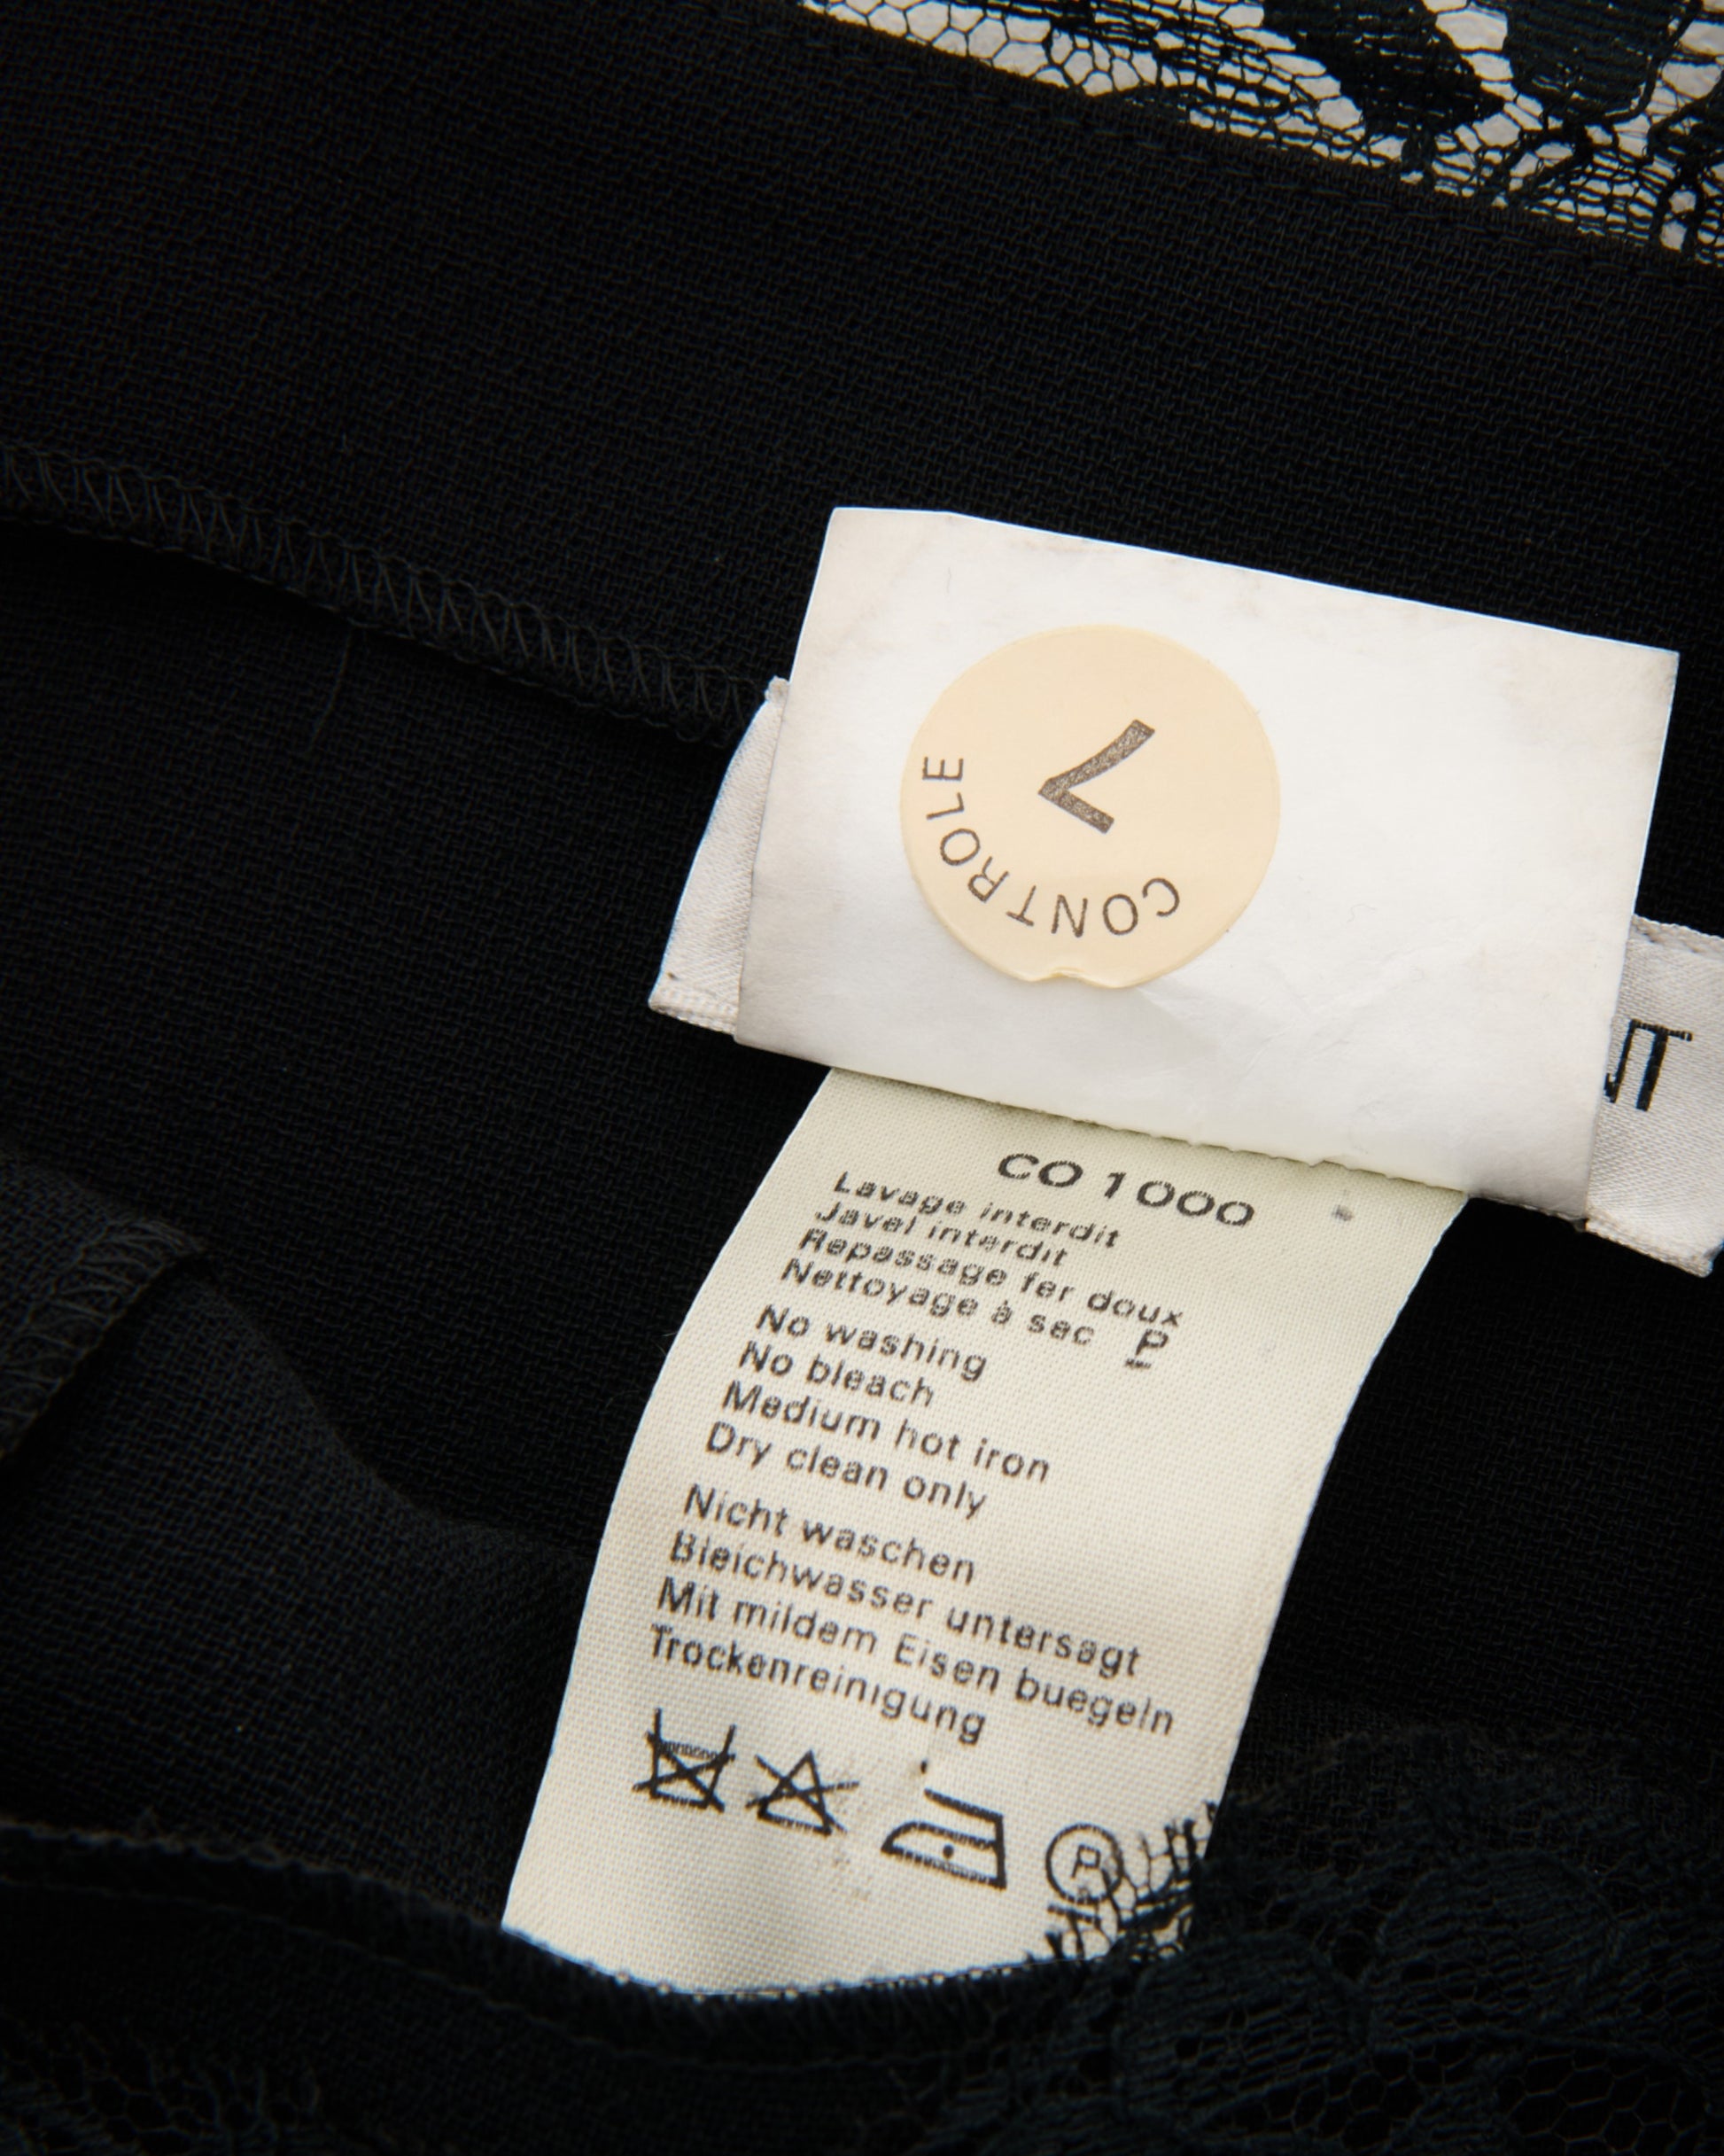 7
CONTROLE
CO 1000
Lavage interdit
Javel interdit
Repassage fer doux
Nettoyage à sec P
No washing
No bleach
Medium hot iron
Dry clean only
Nicht waschen
Bleichwasser untersagt
Mit mildem Eisen buegeln
Trockenreinigung
P